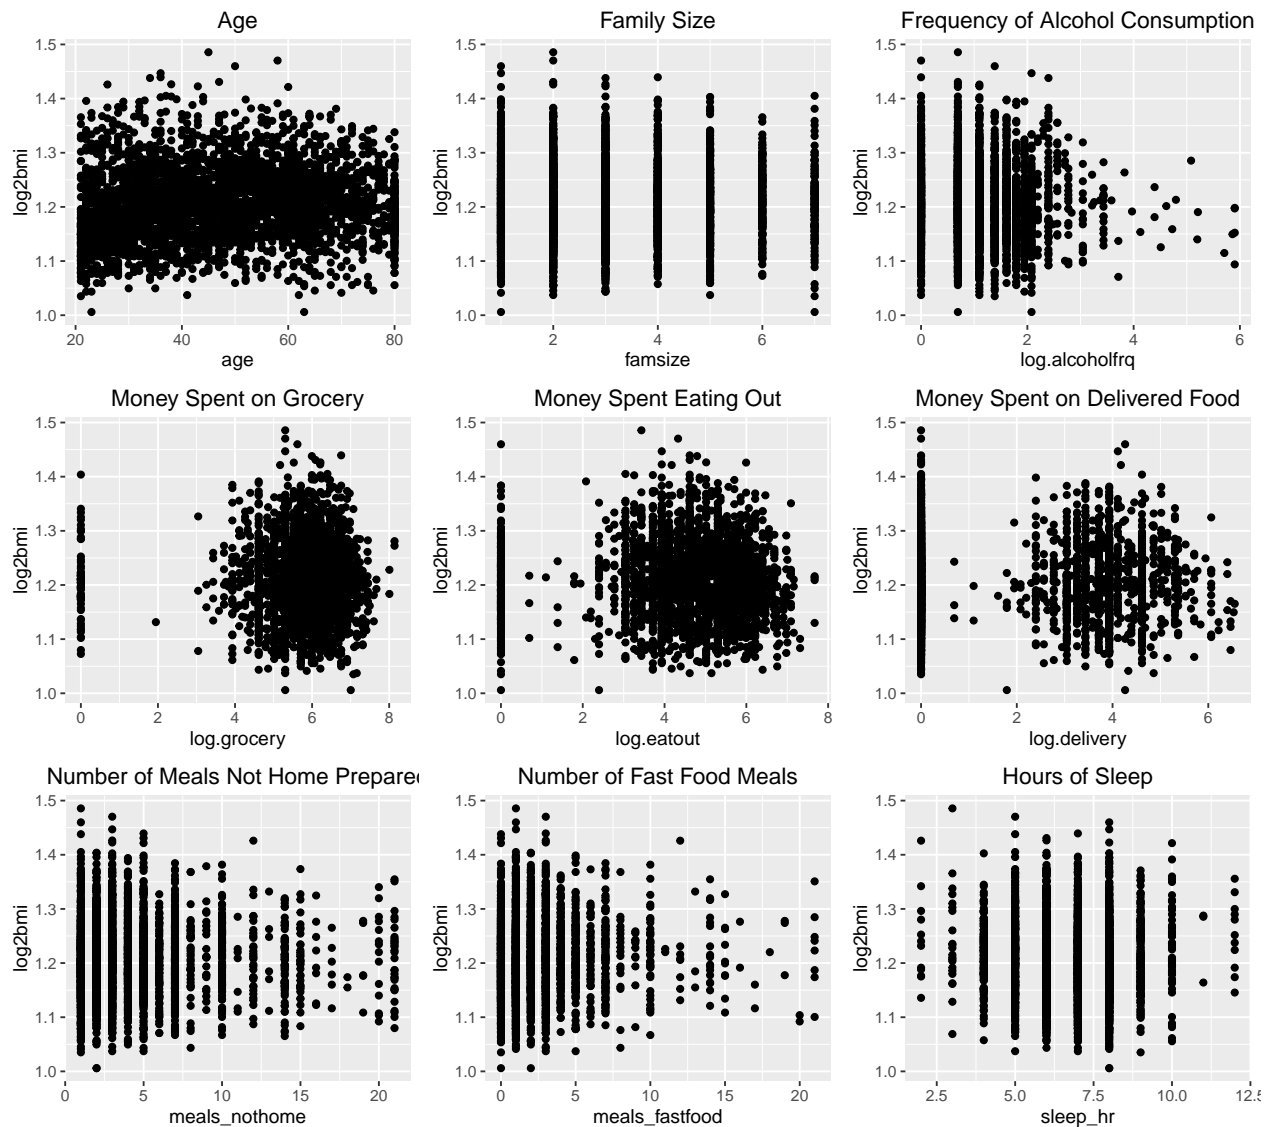 Age
Family Size
Frequency of Alcohol Consumption
1.5
1.4
1.3
1.2
1.1
1.0
log2bmi
20 40 60 80
age
1.5
1.4
1.3
1.2
1.1
1.0
log2bmi
2 4 6
famsize
1.5
1.4
1.3
1.2
1.1
1.0
log2bmi
0 2 4 6
log.alcoholfrq
Money Spent on Grocery
Money Spent Eating Out
Money Spent on Delivered Food
1.5
1.4
1.3
1.2
1.1
1.0
log2bmi
0 2 4 6 8
log.grocery
1.5
1.4
1.3
1.2
1.1
1.0
log2bmi
0 2 4 6 8
log.eatout
1.5
1.4
1.3
1.2
1.1
1.0
log2bmi
0 2 4 6
log.delivery
Number of Meals Not Home Prepare
Number of Fast Food Meals
Hours of Sleep
1.5
1.4
1.3
1.2
1.1
1.0
log2bmi
0 5 10 15 20
meals_nothome
1.5
1.4
1.3
1.2
1.1
1.0
log2bmi
0 5 10 15 20
meals_fastfood
1.5
1.4
1.3
1.2
1.1
1.0
log2bmi
2.5 5.0 7.5 10.0 12.5
sleep_hr